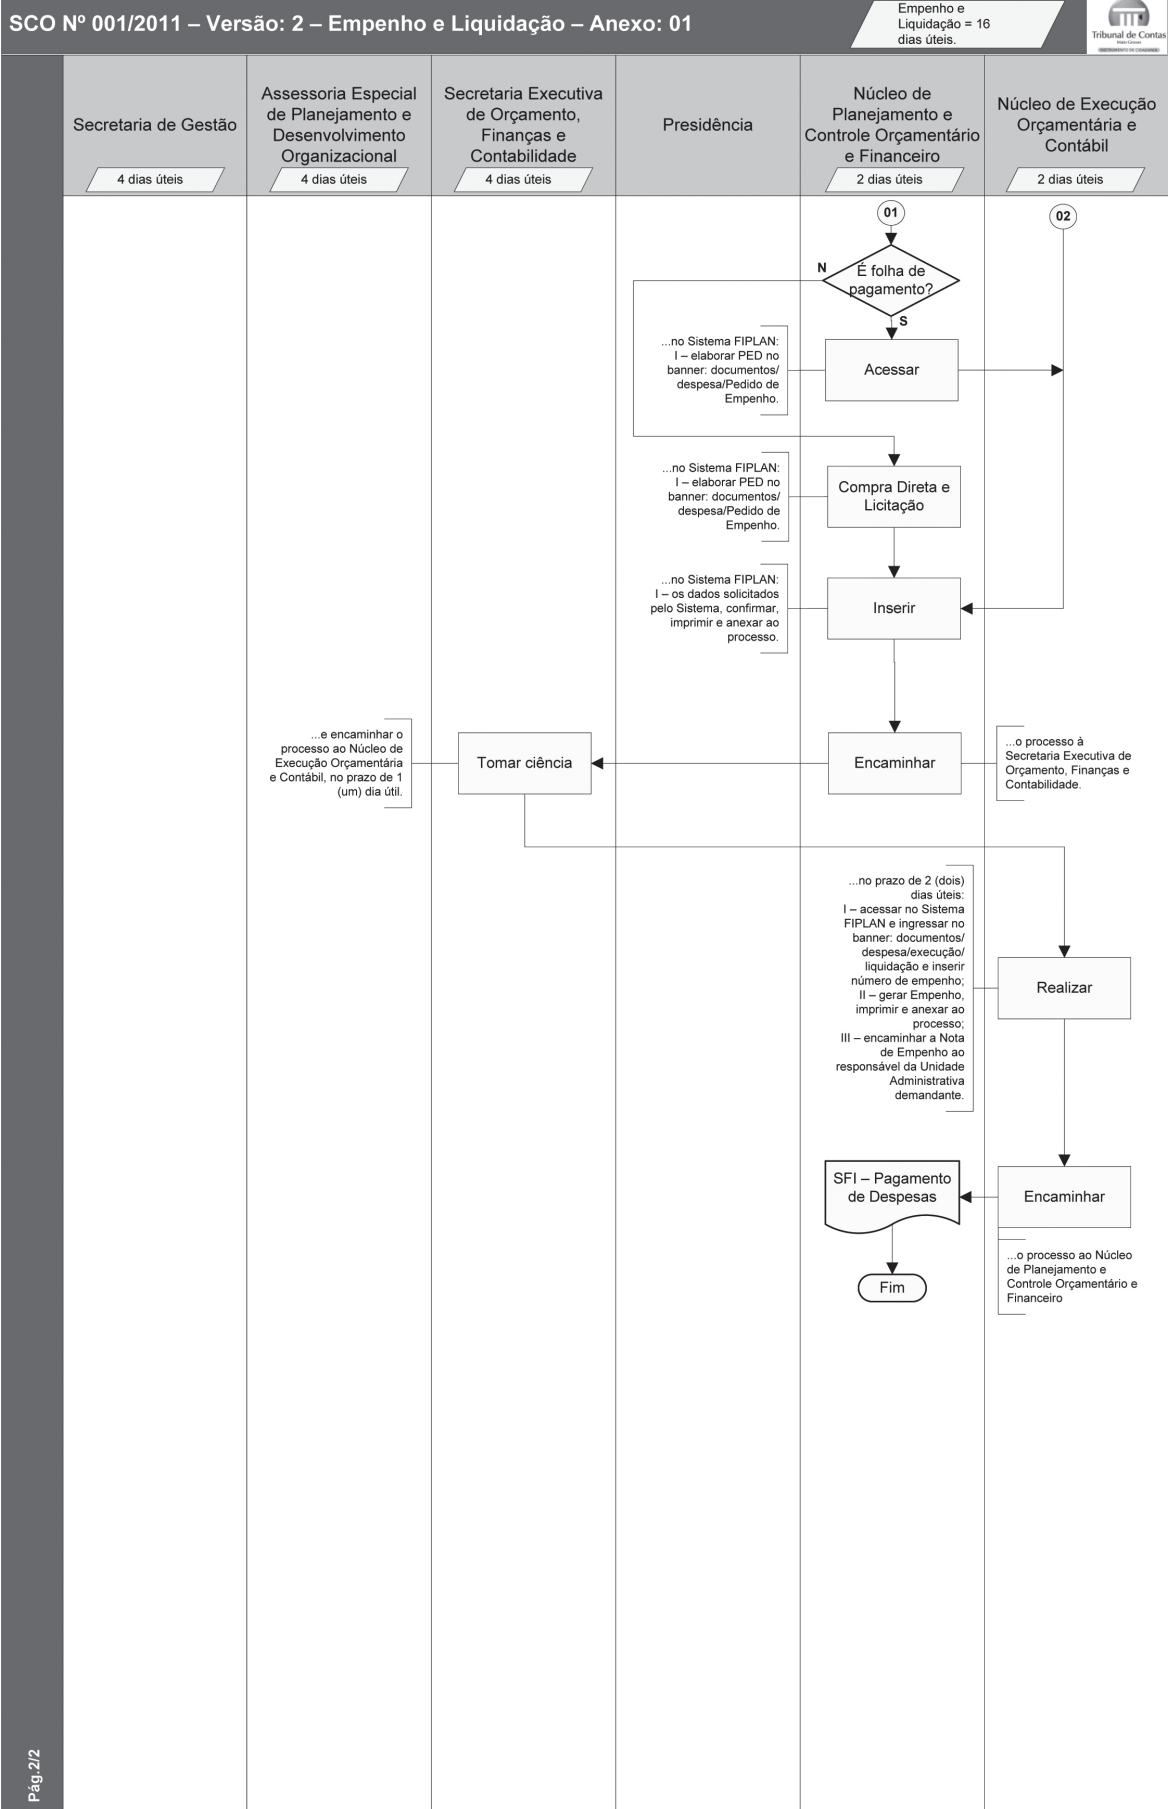 SCO Nº 001/2011 – Versão: 2 – Empenho e Liquidação – Anexo: 01
Empenho e
Liquidação = 16
dias úteis.
Tribunal de Contas
Mato Grosso
INSTRUMENTO DE CIDADANIA
Secretaria de Gestão
4 dias úteis
Assessoria Especial
de Planejamento e
Desenvolvimento
Organizacional
4 dias úteis
Secretaria Executiva
de Orçamento,
Finanças e
Contabilidade
4 dias úteis
Presidência
Núcleo de
Planejamento e
Controle Orçamentário
e Financeiro
2 dias úteis
Núcleo de Execução
Orçamentária e
Contábil
2 dias úteis
01
02
É folha de
pagamento?
N
S
...no Sistema FIPLAN:
I – elaborar PED no
banner: documentos/
despesa/Pedido de
Empenho.
Acessar
...no Sistema FIPLAN:
I – elaborar PED no
banner: documentos/
despesa/Pedido de
Empenho.
Compra Direta e
Licitação
...no Sistema FIPLAN:
I – os dados solicitados
pelo Sistema, confirmar,
imprimir e anexar ao
processo.
Inserir
...e encaminhar o
processo ao Núcleo de
Execução Orçamentária
e Contábil, no prazo de 1
(um) dia útil.
Tomar ciência
Encaminhar
...o processo à
Secretaria Executiva de
Orçamento, Finanças e
Contabilidade.
...no prazo de 2 (dois)
dias úteis:
I – acessar no Sistema
FIPLAN e ingressar no
banner: documentos/
despesa/execução/
liquidação e inserir
número de empenho;
II – gerar Empenho,
imprimir e anexar ao
processo;
III – encaminhar a Nota
de Empenho ao
responsável da Unidade
Administrativa
demandante.
Realizar
SFI – Pagamento
de Despesas
Encaminhar
...o processo ao Núcleo
de Planejamento e
Controle Orçamentário e
Financeiro
Fim
Pág.2/2